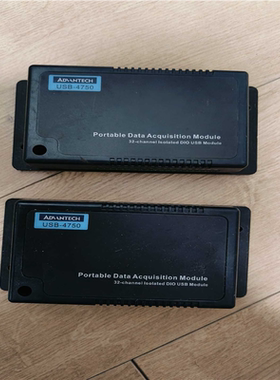 ADVANTECH
USB-4750
Portable Data Acquisition Module
32-channel Isolated DIO USB Module
ADVANTECH
USB-4750
Portable Data Acquisition Module
32-channel Isolated DIO USB Module